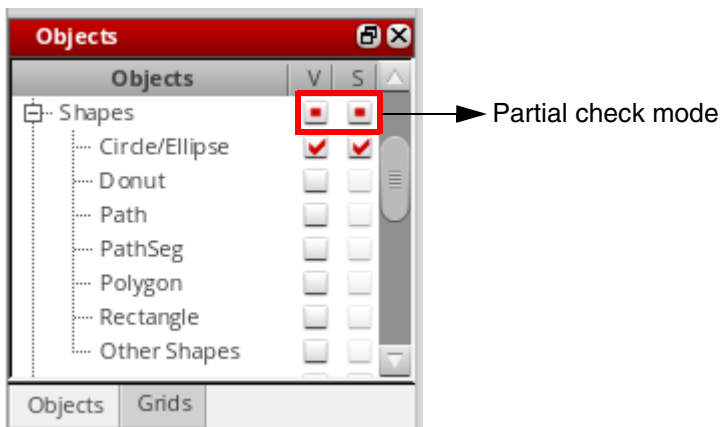 Objects
Objects V S
Shapes
Partial check mode
Circle/Ellipse
Donut
Path
PathSeg
Polygon
Rectangle
Other Shapes
Objects Grids